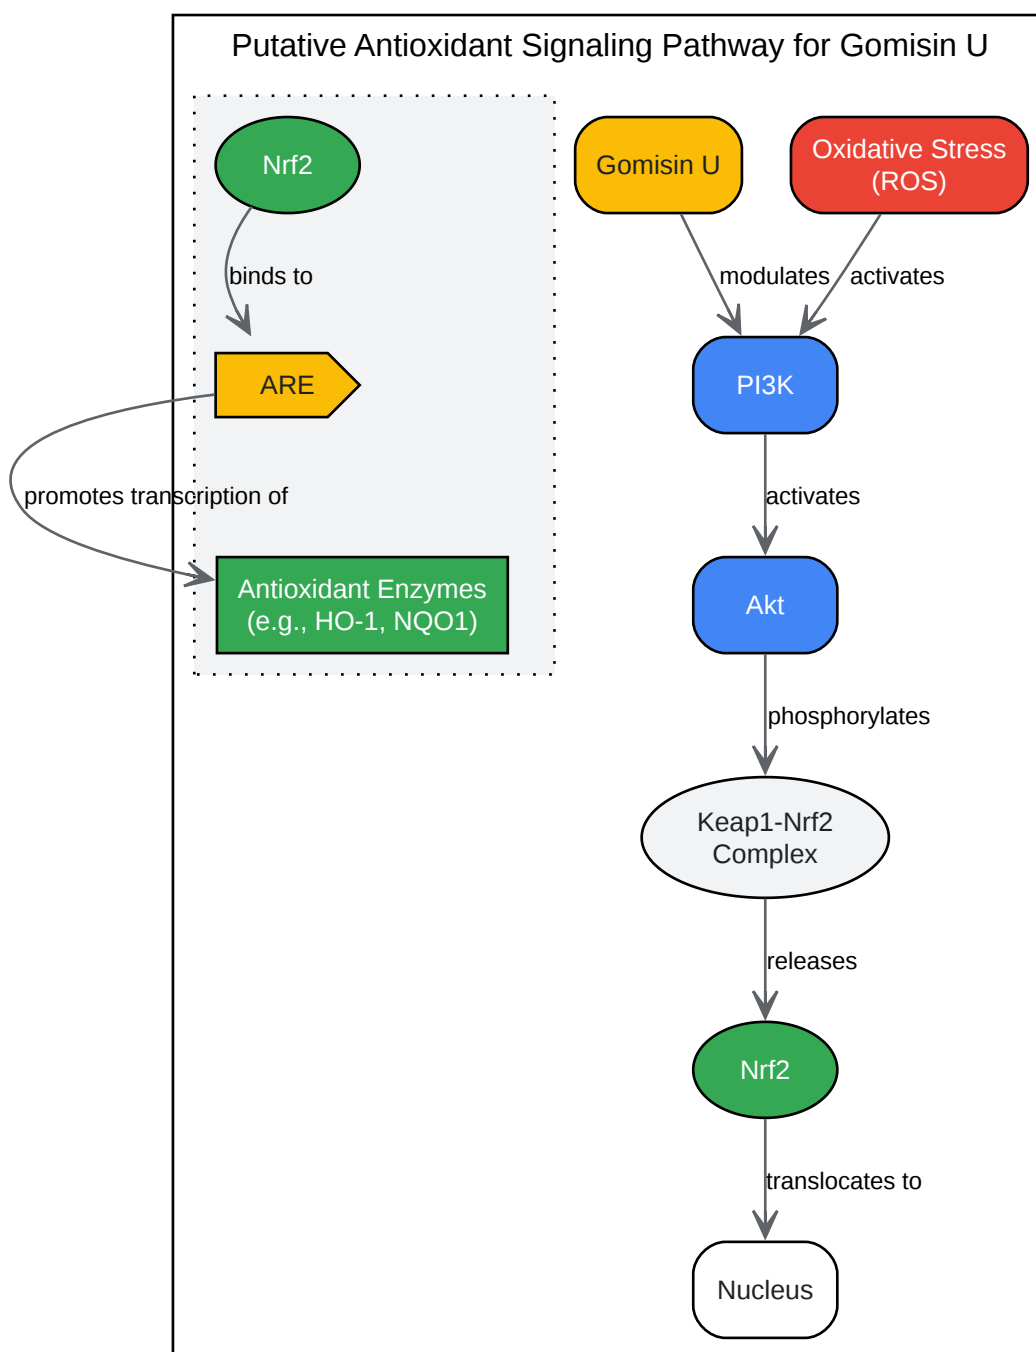 Putative Antioxidant Signaling Pathway for Gomisin U
Nrf2
binds to
ARE
promotes transcription of
Antioxidant Enzymes
(e.g., HO-1, NQO1)
Gomisin U
Oxidative Stress
(ROS)
modulates
activates
PI3K
activates
Akt
phosphorylates
Keap1-Nrf2
Complex
releases
Nrf2
translocates to
Nucleus